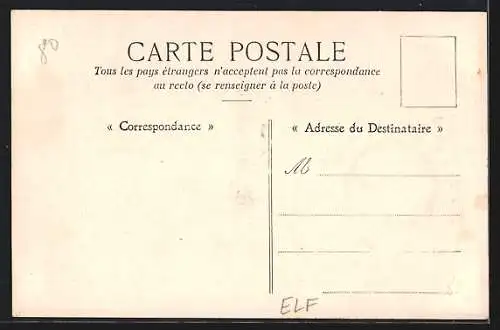 80
CARTE POSTALE
Tous les pays étrangers n'acceptent pas la correspondance
au recto (se renseigner à la poste)
« Correspondance »
« Adresse du Destinataire »
M
ELF